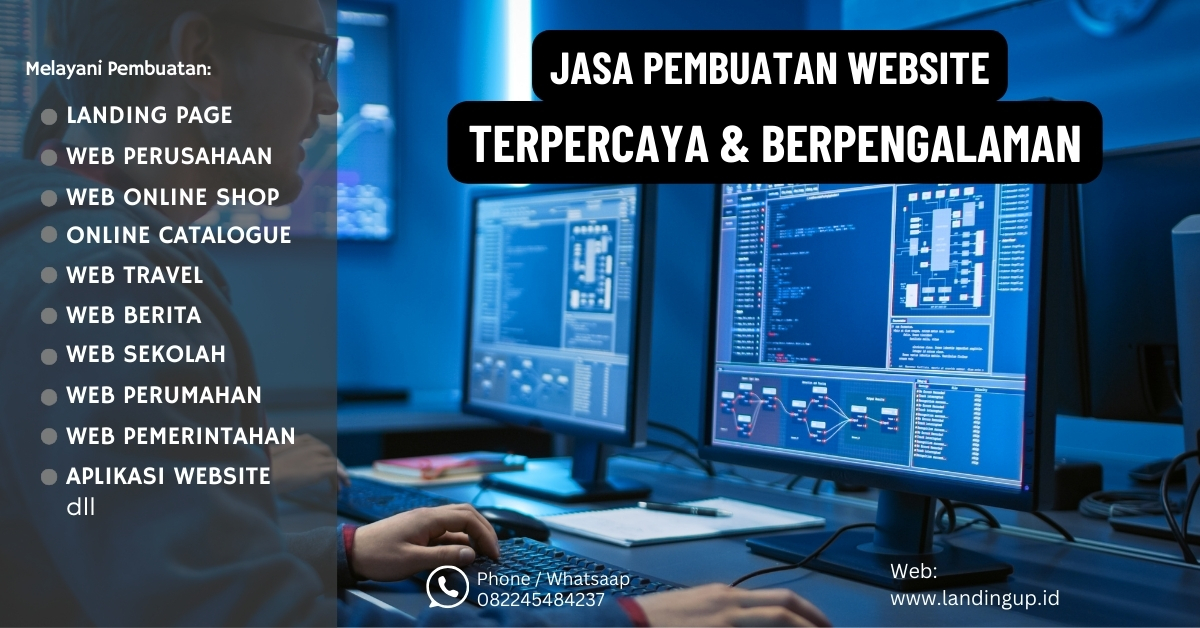 JASA PEMBUATAN WEBSITE
TERPERCAYA & BERPENGALAMAN
Melayani Pembuatan:
LANDING PAGE
WEB PERUSAHAAN
WEB ONLINE SHOP
ONLINE CATALOGUE
WEB TRAVEL
WEB BERITA
WEB SEKOLAH
WEB PERUMAHAN
WEB PEMERINTAHAN
APLIKASI WEBSITE
dll
Phone / Whatsaap
082245484237
Web:
www.landingup.id